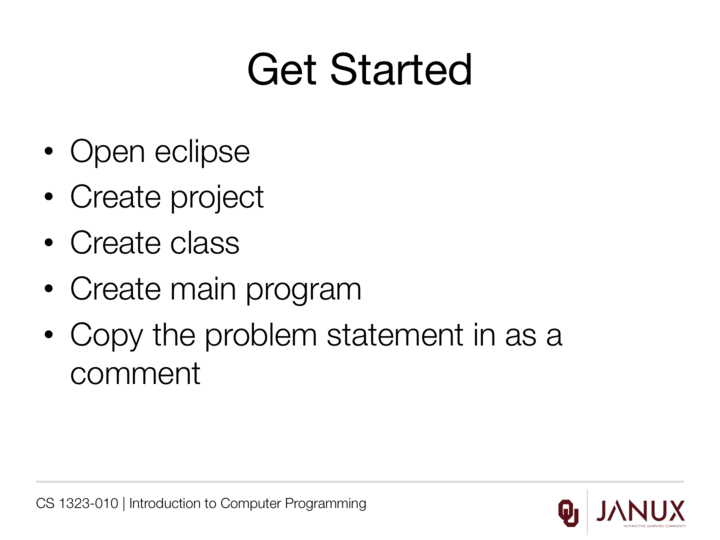 Get Started
• Open eclipse
• Create project
• Create class
• Create main program
• Copy the problem statement in as a
comment
CS 1323-010 | Introduction to Computer Programming
OU
JANUX
INTERACTIVE LEARNING COMMUNITY